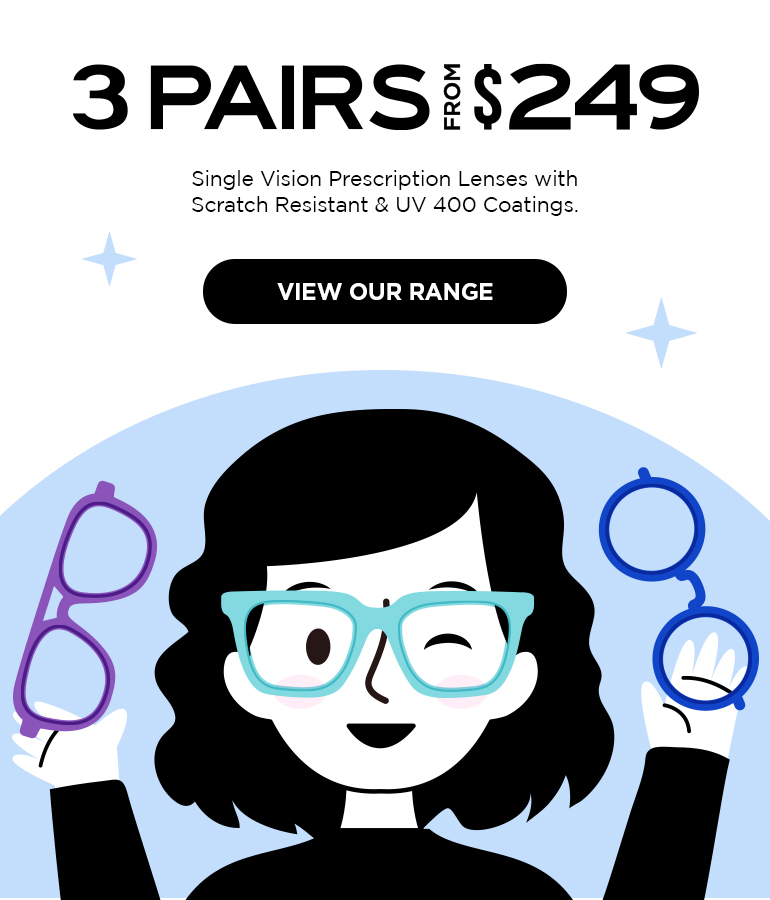 3 PAIRS FROM $249
Single Vision Prescription Lenses with
Scratch Resistant & UV 400 Coatings.
VIEW OUR RANGE